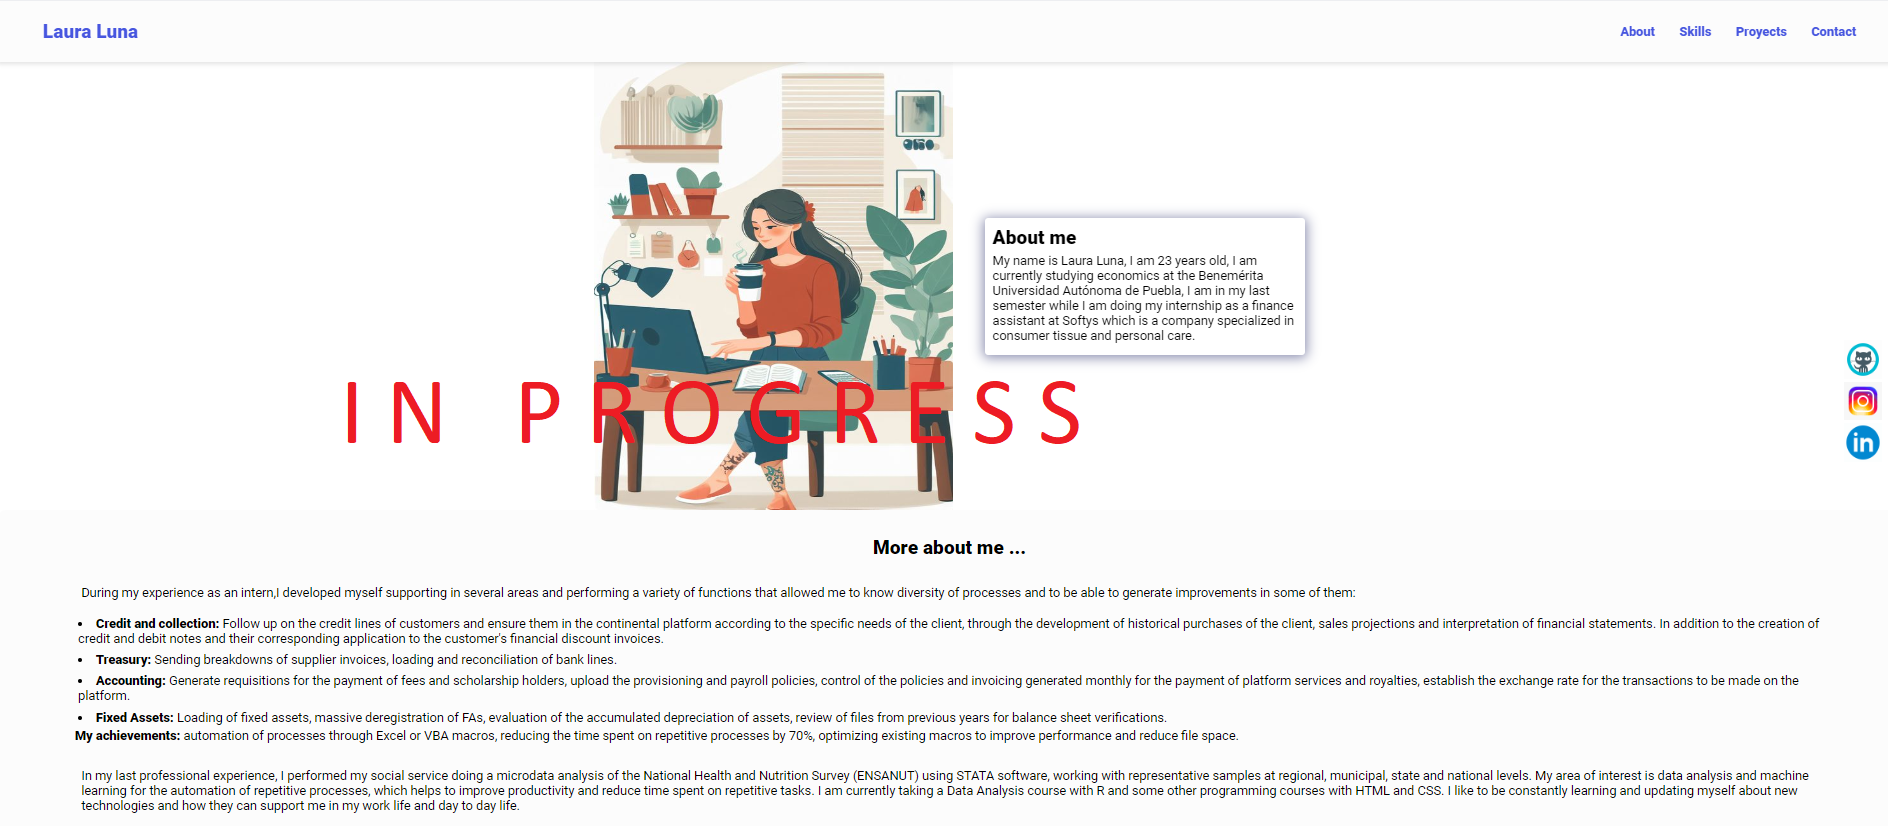 Laura Luna
About Skills Proyects Contact
About me
My name is Laura Luna, I am 23 years old, I am
currently studying economics at the Benemérita
Universidad Autónoma de Puebla, I am in my last
semester while I am doing my internship as a finance
assistant at Softys which is a company specialized in
consumer tissue and personal care.
IN PROGRESS
in
More about me ...
During my experience as an intern,I developed myself supporting in several areas and performing a variety of functions that allowed me to know diversity of processes and to be able to generate improvements in some of them:
• Credit and collection: Follow up on the credit lines of customers and ensure them in the continental platform according to the specific needs of the client, through the development of historical purchases of the client, sales projections and interpretation of financial statements. In addition to the creation of
credit and debit notes and their corresponding application to the customer's financial discount invoices.
• Treasury: Sending breakdowns of supplier invoices, loading and reconciliation of bank lines.
• Accounting: Generate requisitions for the payment of fees and scholarship holders, upload the provisioning and payroll policies, control of the policies and invoicing generated monthly for the payment of platform services and royalties, establish the exchange rate for the transactions to be made on the
platform.
• Fixed Assets: Loading of fixed assets, massive deregistration of FAs, evaluation of the accumulated depreciation of assets, review of files from previous years for balance sheet verifications.
My achievements: automation of processes through Excel or VBA macros, reducing the time spent on repetitive processes by 70%, optimizing existing macros to improve performance and reduce file space.
In my last professional experience, I performed my social service doing a microdata analysis of the National Health and Nutrition Survey (ENSANUT) using STATA software, working with representative samples at regional, municipal, state and national levels. My area of interest is data analysis and machine
learning for the automation of repetitive processes, which helps to improve productivity and reduce time spent on repetitive tasks. I am currently taking a Data Analysis course with R and some other programming courses with HTML and CSS. I like to be constantly learning and updating myself about new
technologies and how they can support me in my work life and day to day life.